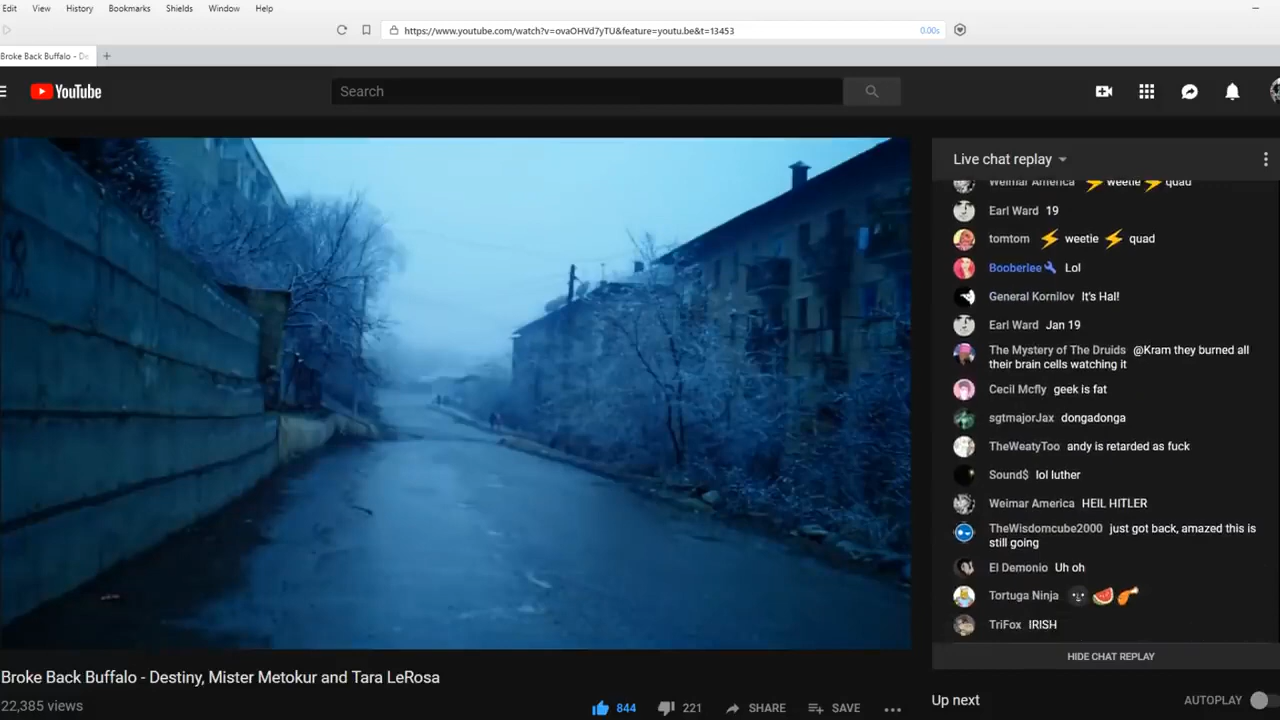 Edit View History Bookmarks Shields Window Help
https://www.youtube.com/watch?v=ovaOHVd7yTU&feature=youtu.be&t=13453 0.00s
Broke Back Buffalo - De
YouTube
Search
Live chat replay
Weimar America ⚡weetie⚡quad
Earl Ward 19
tomtom ⚡ weetie ⚡ quad
Booberlee Lol
General Kornilov It's Hal!
Earl Ward Jan 19
The Mystery of The Druids @Kram they burned all
their brain cells watching it
Cecil Mcfly geek is fat
sgtmajorJax dongadonga
TheWeatyToo andy is retarded as fuck
Sound$ lol luther
Weimar America HEIL HITLER
TheWisdomcube2000 just got back, amazed this is
still going
El Demonio Uh oh
Tortuga Ninja 🌚🍉🍗
TriFox IRISH
HIDE CHAT REPLAY
Broke Back Buffalo - Destiny, Mister Metokur and Tara LeRosa
22,385 views
844 221 SHARE SAVE
Up next AUTOPLAY